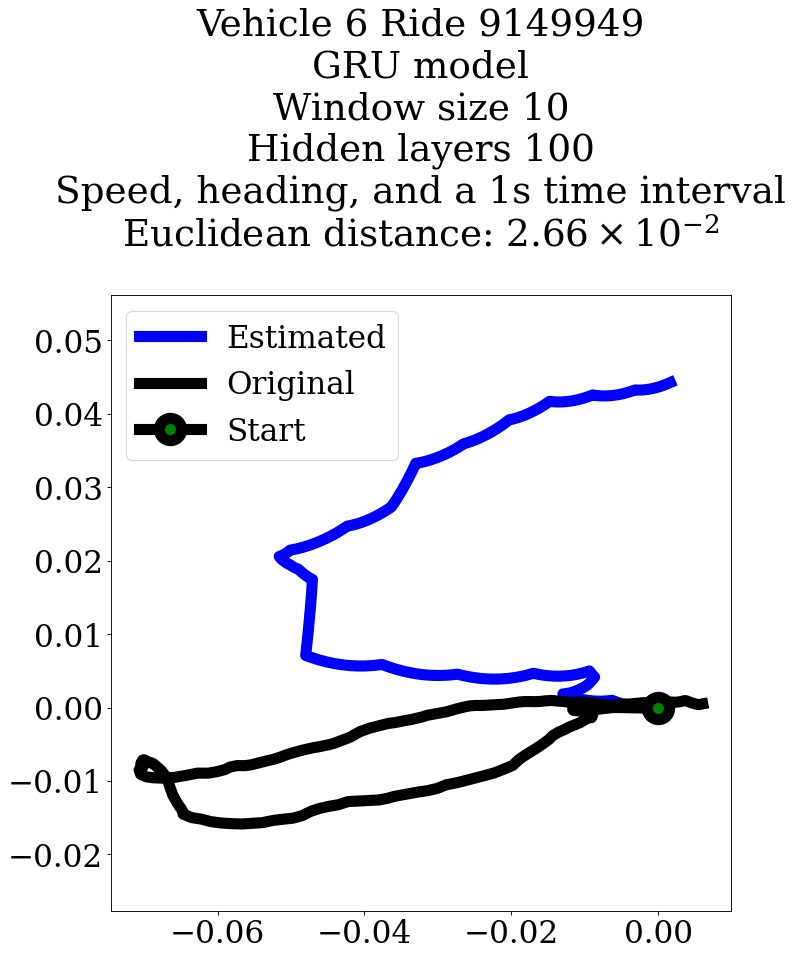 Vehicle 6 Ride 9149949
GRU model
Window size 10
Hidden layers 100
Speed, heading, and a 1s time interval
Euclidean distance: 2.66 × 10⁻²
Estimated
Original
Start
0.05
0.04
0.03
0.02
0.01
0.00
−0.01
−0.02
−0.06 −0.04 −0.02 0.00